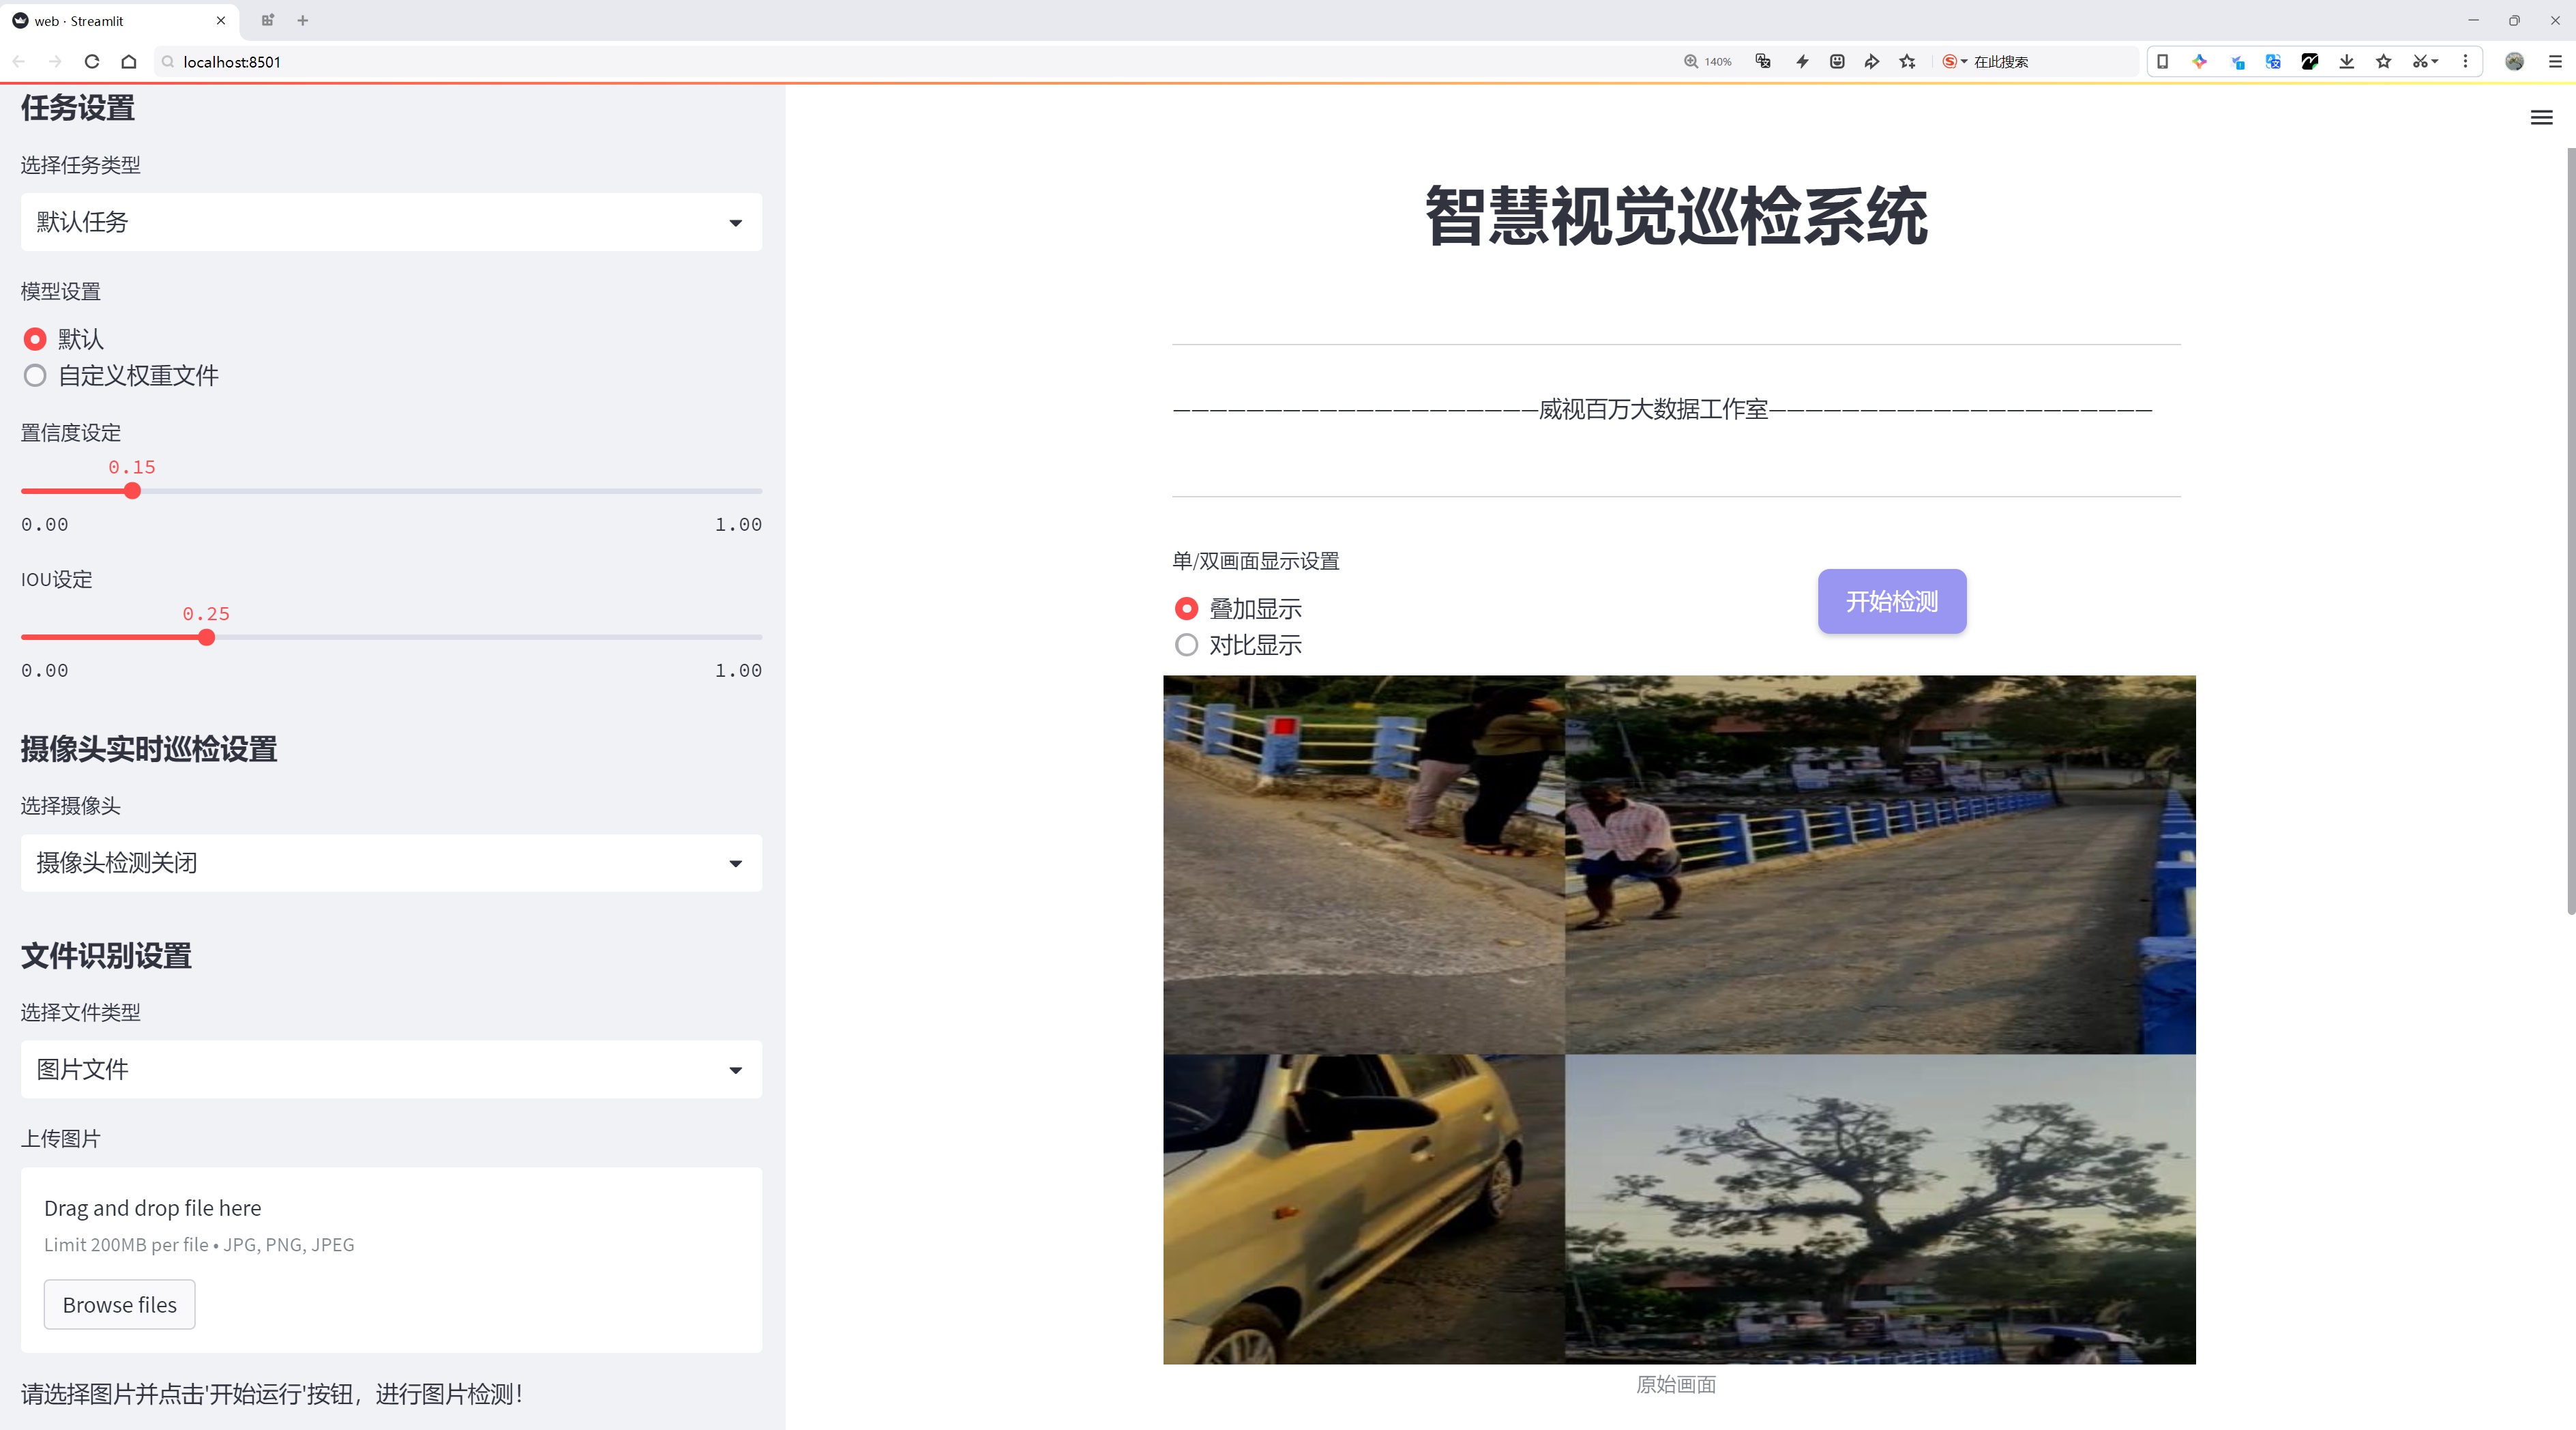 web · Streamlit
localhost:8501
140%
在此搜索
任务设置
选择任务类型
默认任务
模型设置
默认
自定义权重文件
置信度设定
0.15
0.00
1.00
IOU设定
0.25
0.00
1.00
摄像头实时巡检设置
选择摄像头
摄像头检测关闭
文件识别设置
选择文件类型
图片文件
上传图片
Drag and drop file here
Limit 200MB per file • JPG, PNG, JPEG
Browse files
请选择图片并点击'开始运行'按钮，进行图片检测！
智慧视觉巡检系统
————————————————————威视百万大数据工作室—————————————————————
单/双画面显示设置
叠加显示
对比显示
开始检测
原始画面